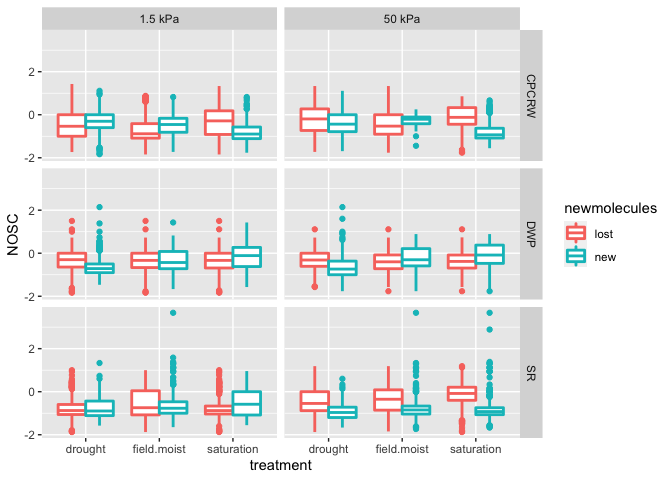 1.5 kPa 50 kPa
2
0
-2
CPCRW
2
0
-2
DWP
2
0
-2
SR
NOSC
drought field.moist saturation drought field.moist saturation
treatment
newmolecules
lost
new